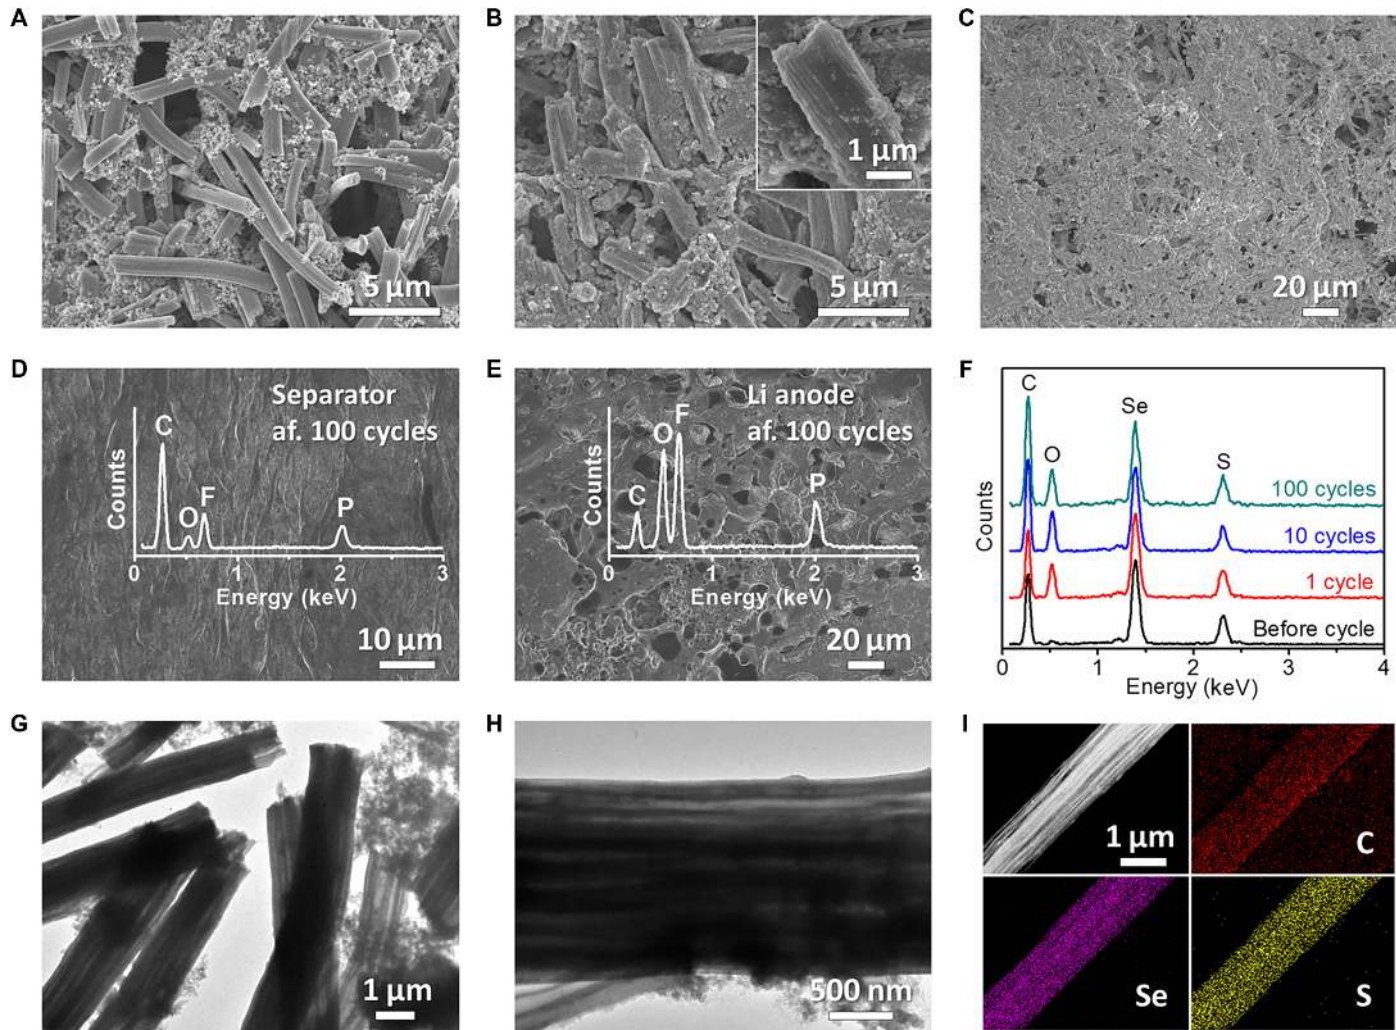 A
5 µm
B
1 µm
5 µm
C
20 µm
D
Separator
af. 100 cycles
Counts
C
O
F
P
0
1
2
3
Energy (keV)
10 µm
E
Li anode
af. 100 cycles
Counts
C
O
F
P
0
1
2
3
Energy (keV)
20 µm
F
Counts
C
O
Se
S
100 cycles
10 cycles
1 cycle
Before cycle
0
1
2
3
4
Energy (keV)
G
1 µm
H
500 nm
I
1 µm
C
Se
S